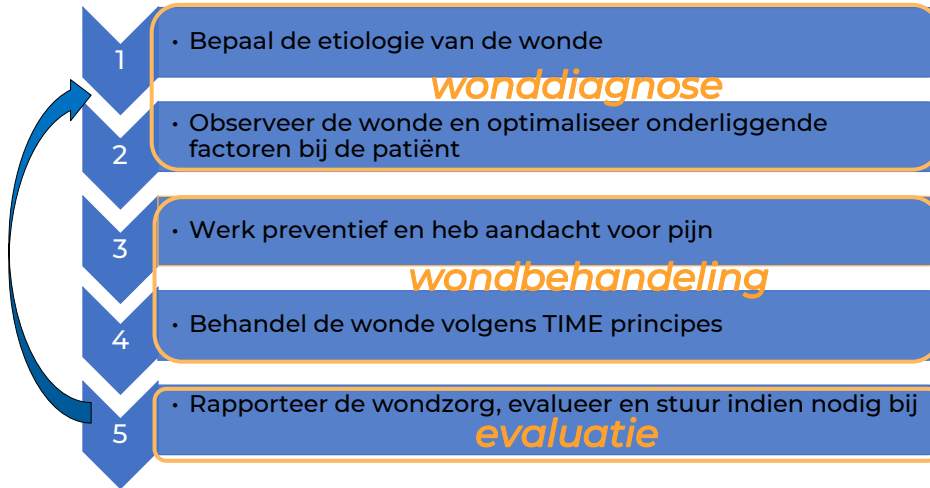 1
• Bepaal de etiologie van de wonde
wonddiagnose
2
• Observeer de wonde en optimaliseer onderliggende
factoren bij de patiënt
3
• Werk preventief en heb aandacht voor pijn
wondbehandeling
4
• Behandel de wonde volgens TIME principes
5
• Rapporteer de wondzorg, evalueer en stuur indien nodig bij
evaluatie